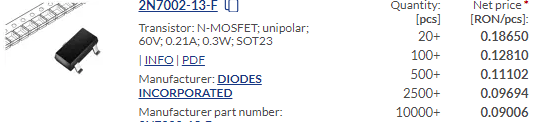 2N7002-13-F
Transistor: N-MOSFET; unipolar;
60V; 0.21A; 0.3W; SOT23
| INFO | PDF
Manufacturer: DIODES
INCORPORATED
Manufacturer part number:
Quantity: Net price *
[pcs] [RON/pcs]:
20+ 0.18650
100+ 0.12810
500+ 0.11102
2500+ 0.09694
10000+ 0.09006